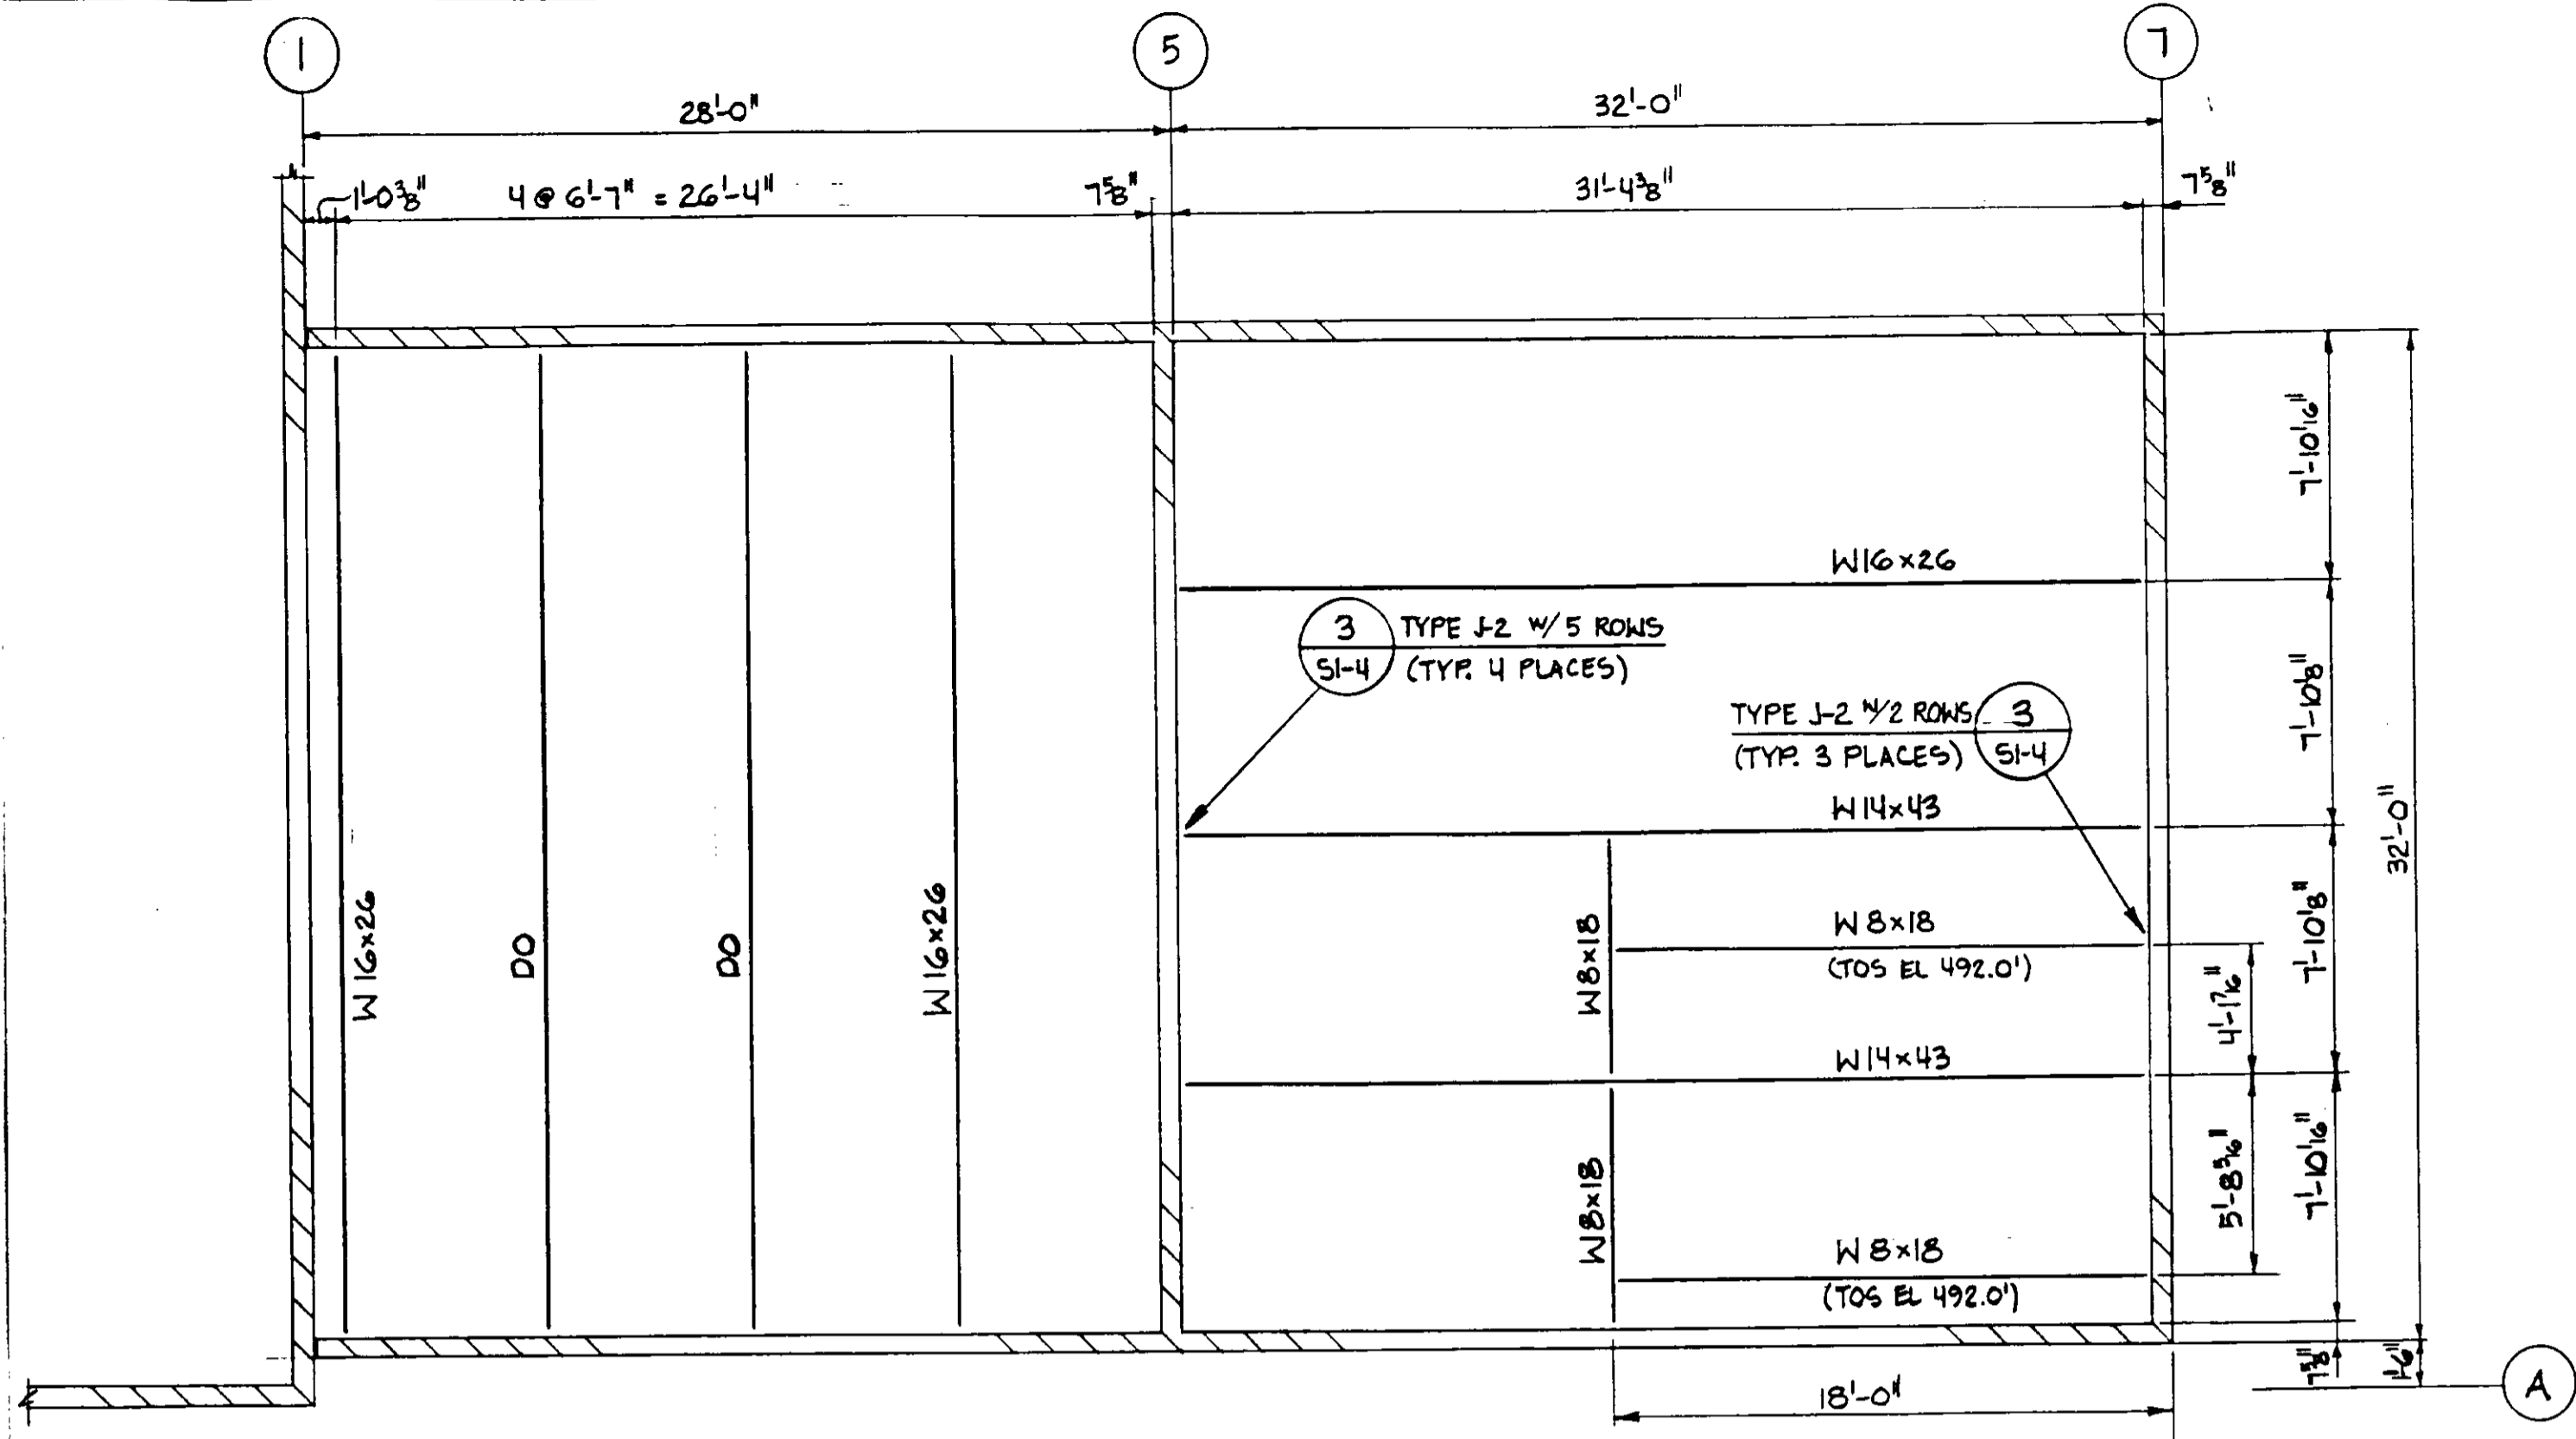 1
5
7
28'-0"
32'-0"
1'-0 3/8"
4 @ 6'-7" = 26'-4"
7 5/8"
31'-4 3/8"
7 5/8"
7'-10 1/16"
W16x26
3
S1-4
TYPE J-2 W/ 5 ROWS
(TYP. 4 PLACES)
7'-10 1/8"
TYPE J-2 W/2 ROWS
(TYP. 3 PLACES)
3
S1-4
W14x43
32'-0"
W16x26
DO
DO
W16x26
W8x18
W8x18
(TOS EL 492.0')
7'-10 1/8"
4'-1 7/16"
W14x43
W8x18
5'-8 5/16"
7'-10 1/16"
W8x18
(TOS EL 492.0')
7 5/8"
1'-6"
18'-0"
A